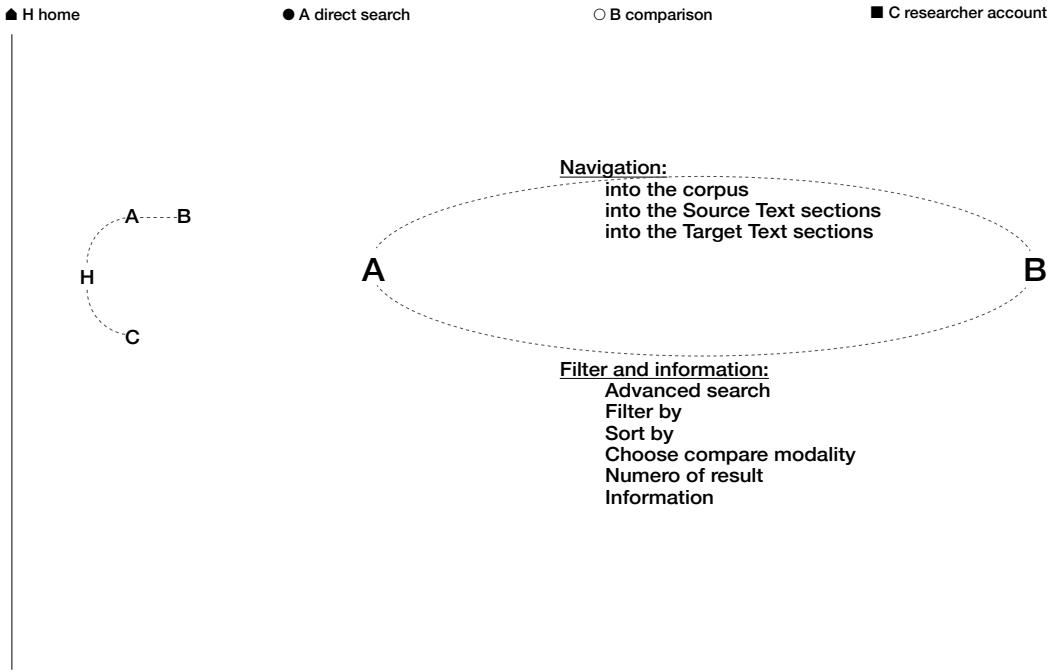 H home
A direct search
B comparison
C researcher account
A
B
H
C
Navigation:
into the corpus
into the Source Text sections
into the Target Text sections
A
B
Filter and information:
Advanced search
Filter by
Sort by
Choose compare modality
Numero of result
Information